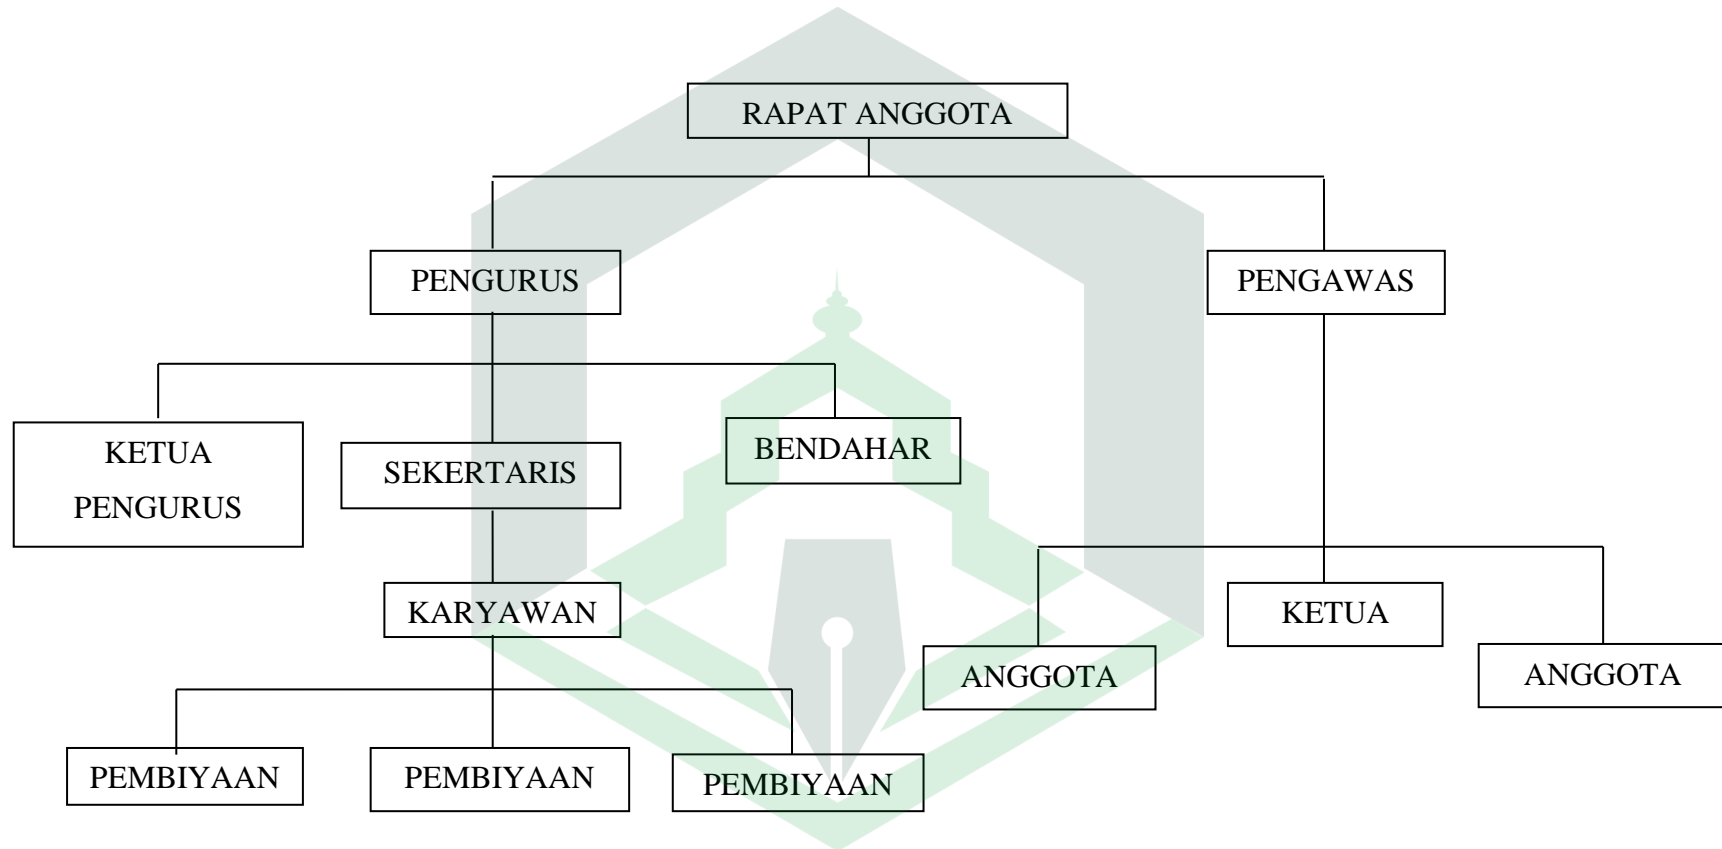 RAPAT ANGGOTA
PENGURUS
PENGAWAS
KETUA
PENGURUS
SEKERTARIS
BENDAHAR
KARYAWAN
KETUA
ANGGOTA
ANGGOTA
PEMBIYAAN
PEMBIYAAN
PEMBIYAAN